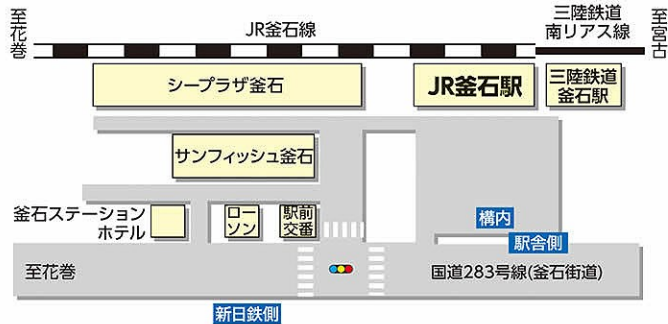 至花巻
JR釜石線
三陸鉄道
南リアス線
至宮古
シープラザ釜石
JR釜石駅
三陸鉄道
釜石駅
サンフィッシュ釜石
釜石ステーション
ホテル
ロー
ソン
駅前
交番
構内
駅舎側
至花巻
国道283号線(釜石街道)
新日鉄側